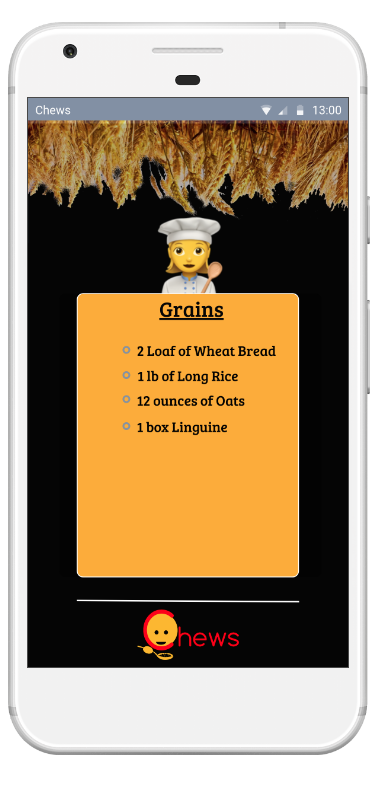 Chews 13:00
Grains
2 Loaf of Wheat Bread
1 lb of Long Rice
12 ounces of Oats
1 box Linguine
Chews